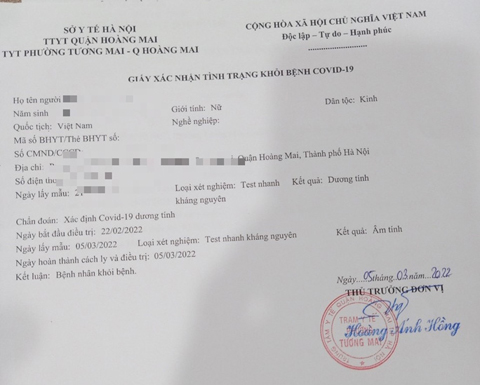 SỞ Y TẾ HÀ NỘI
TTYT QUẬN HOÀNG MAI
TYT PHƯỜNG TƯƠNG MAI - Q HOÀNG MAI
CỘNG HÒA XÃ HỘI CHỦ NGHĨA VIỆT NAM
Độc lập – Tự do – Hạnh phúc
GIẤY XÁC NHẬN TÌNH TRẠNG KHỎI BỆNH COVID-19
Họ tên người
Năm sinh Giới tính: Nữ Dân tộc: Kinh
Quốc tịch: Việt Nam Nghề nghiệp:
Mã số BHYT/Thẻ BHYT số:
Số CMND/
Địa chỉ: Quận Hoàng Mai, Thành phố Hà Nội
Số điện
Ngày lấy mẫu: Loại xét nghiệm: Test nhanh Kết quả: Dương tính
kháng nguyên
Chẩn đoán: Xác định Covid-19 dương tính
Ngày bắt đầu điều trị: 22/02/2022
Ngày lấy mẫu: 05/03/2022 Loại xét nghiệm: Test nhanh kháng nguyên Kết quả: Âm tính
Ngày hoàn thành cách ly và điều trị: 05/03/2022
Kết luận: Bệnh nhân khỏi bệnh.
Ngày 05 tháng 03 năm 2022
THỦ TRƯỞNG ĐƠN VỊ
TRẠM Y TẾ
TƯƠNG MAI
Hoàng Ánh Hồng